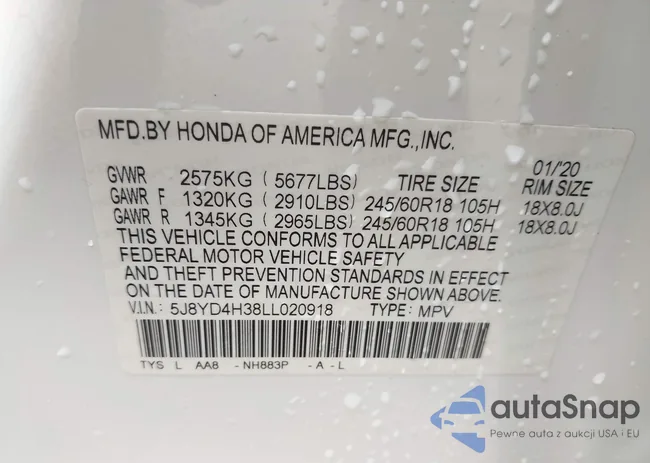 MFD.BY HONDA OF AMERICA MFG.,INC.
01/'20
GVWR 2575KG ( 5677LBS) TIRE SIZE RIM SIZE
GAWR F 1320KG ( 2910LBS) 245/60R18 105H 18X8.0J
GAWR R 1345KG ( 2965LBS) 245/60R18 105H 18X8.0J
THIS VEHICLE CONFORMS TO ALL APPLICABLE
FEDERAL MOTOR VEHICLE SAFETY
AND THEFT PREVENTION STANDARDS IN EFFECT
ON THE DATE OF MANUFACTURE SHOWN ABOVE.
V.I.N.: 5J8YD4H38LL020918 TYPE: MPV
TYS L AA8 - NH883P - A - L
autaSnap
Pewne auta z aukcji USA i EU